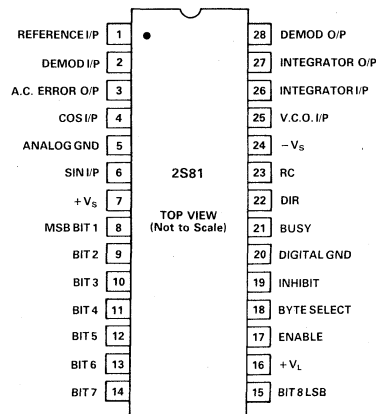 REFERENCE I/P 1 28 DEMOD O/P
DEMOD I/P 2 27 INTEGRATOR O/P
A.C. ERROR O/P 3 26 INTEGRATOR I/P
COS I/P 4 25 V.C.O. I/P
ANALOG GND 5 24 −VS
SIN I/P 6 2S81 23 RC
+VS 7 22 DIR
TOP VIEW
MSB BIT 1 8 (Not to Scale) 21 BUSY
BIT 2 9 20 DIGITAL GND
BIT 3 10 19 INHIBIT
BIT 4 11 18 BYTE SELECT
BIT 5 12 17 ENABLE
BIT 6 13 16 +VL
BIT 7 14 15 BIT 8 LSB